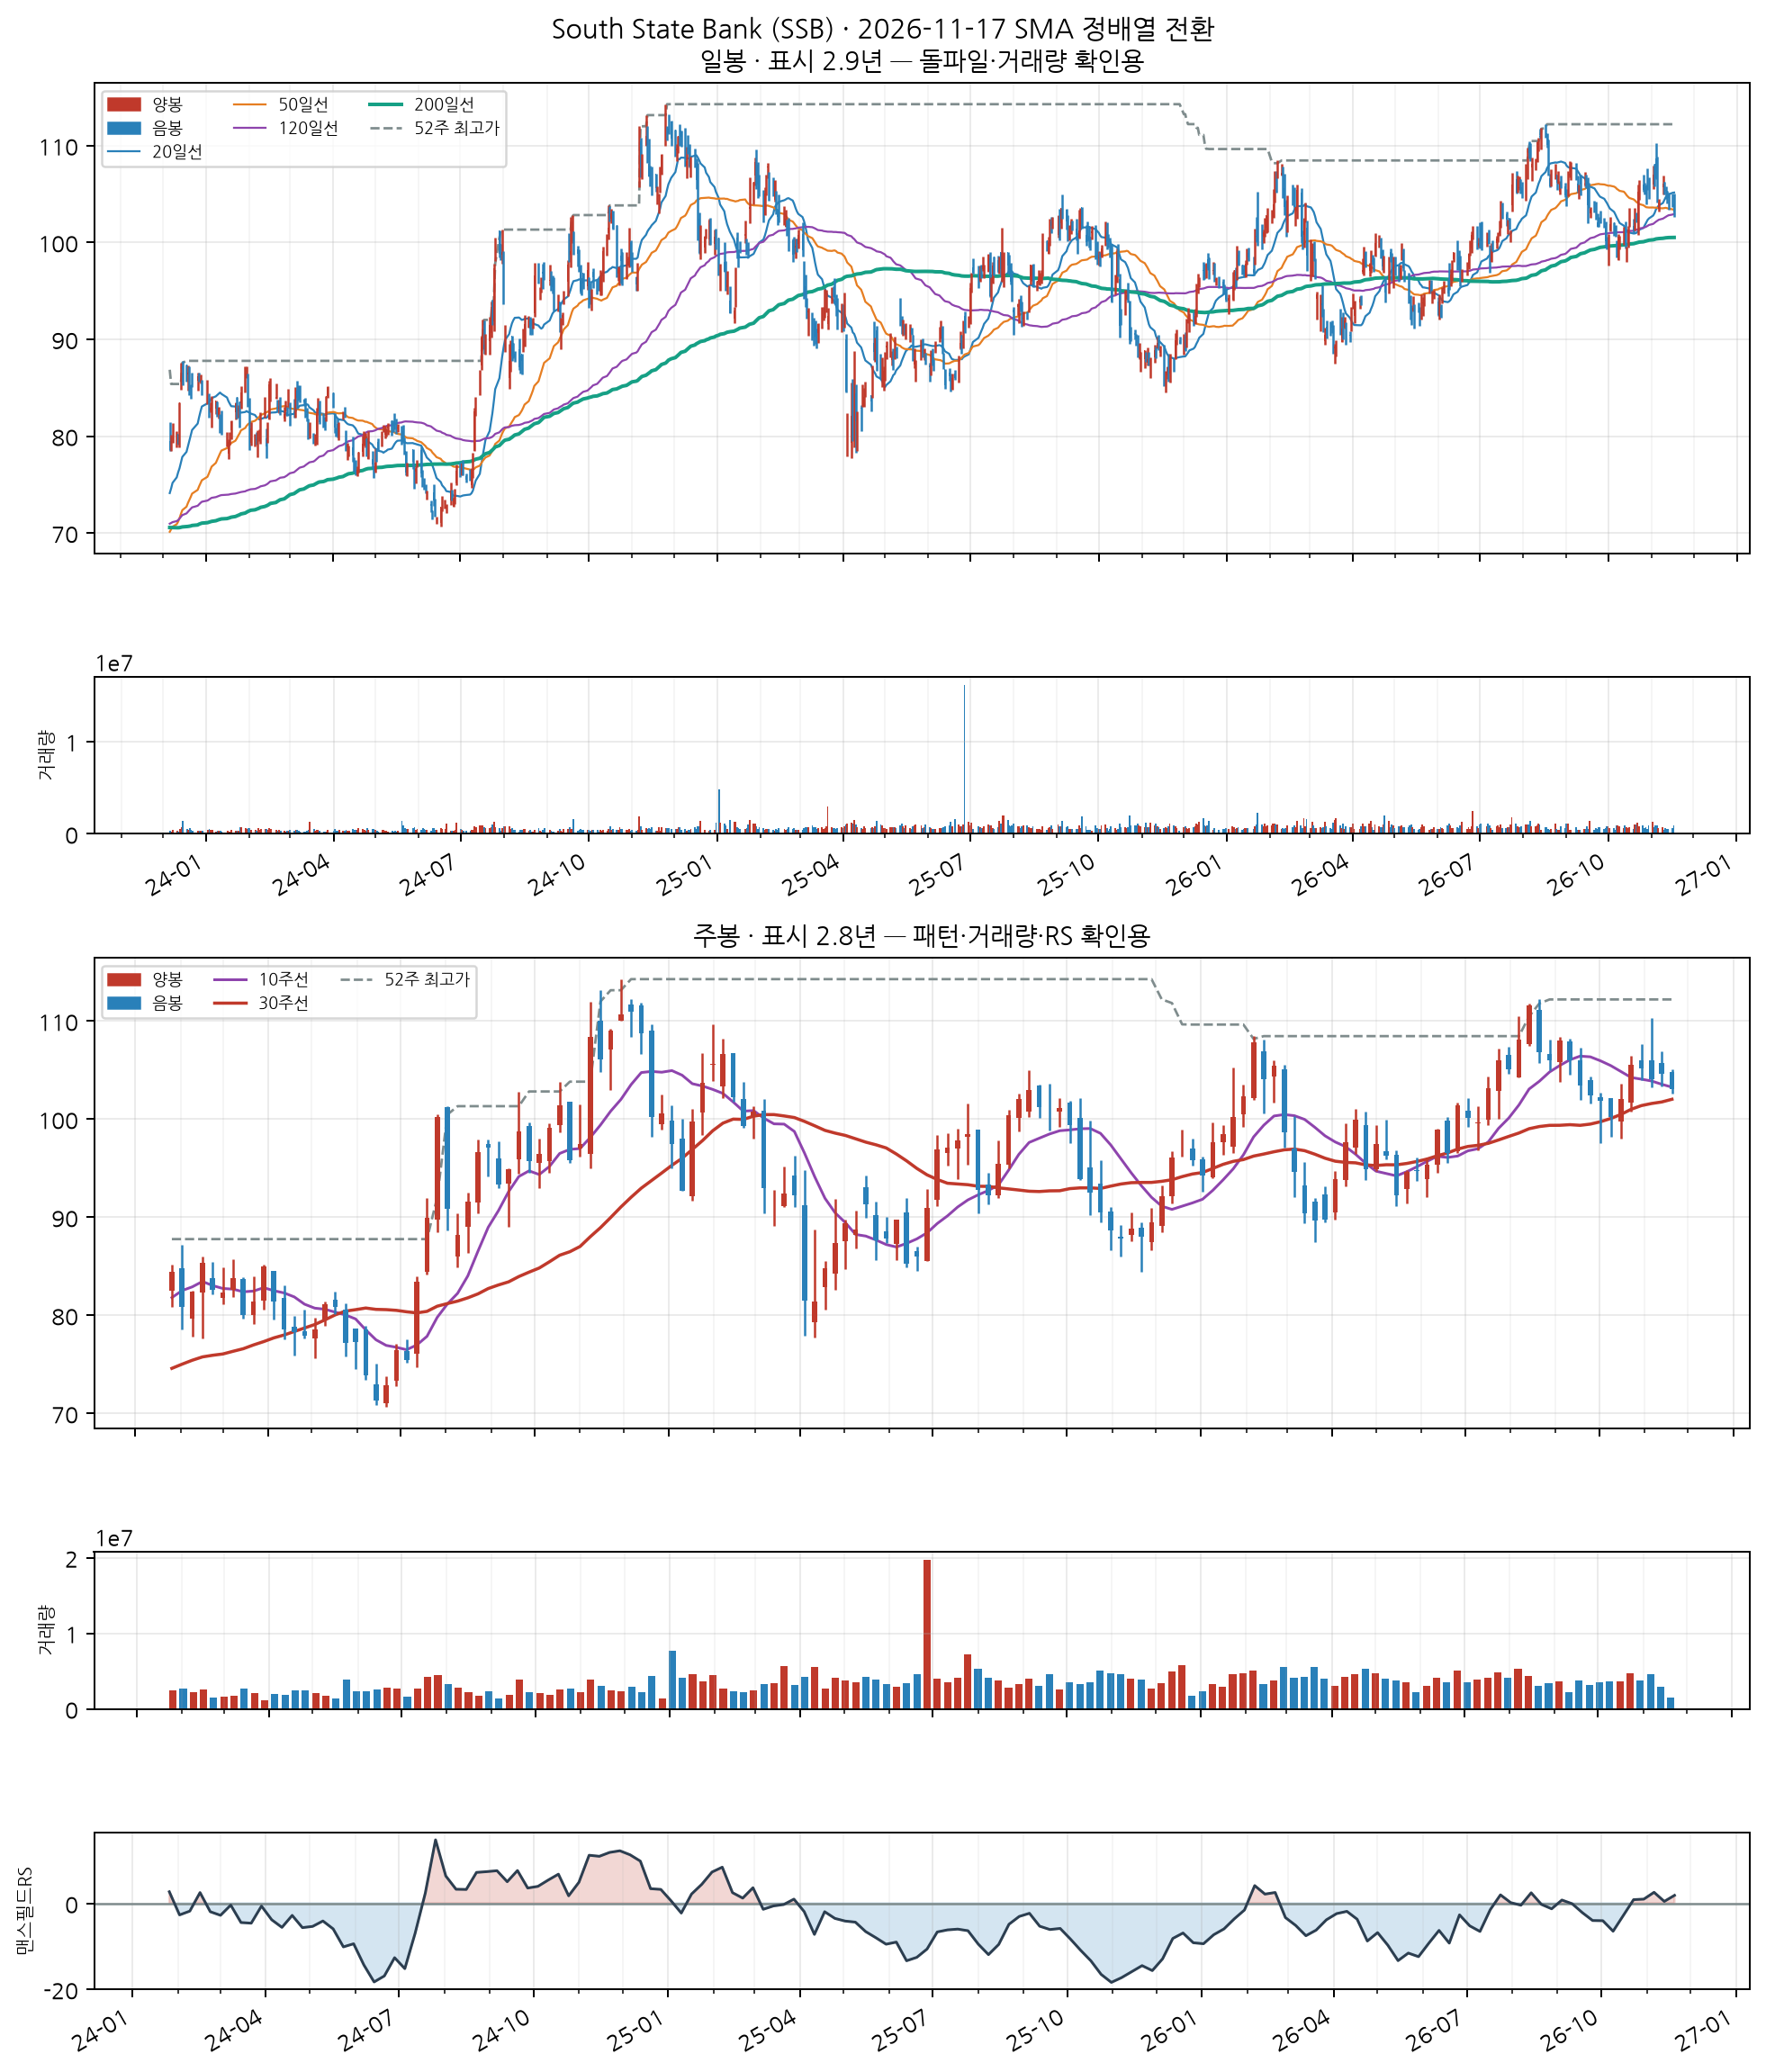 South State Bank (SSB) · 2026-11-17 SMA 정배열 전환
일봉 · 표시 2.9년 — 돌파일·거래량 확인용
양봉 50일선 200일선
음봉 120일선 52주 최고가
20일선
110
100
90
80
70
1e7
거래량
1
0
24-01 24-04 24-07 24-10 25-01 25-04 25-07 25-10 26-01 26-04 26-07 26-10 27-01
주봉 · 표시 2.8년 — 패턴·거래량·RS 확인용
양봉 10주선 52주 최고가
음봉 30주선
110
100
90
80
70
1e7
거래량
2
1
0
맨스필드RS
0
-20
24-01 24-04 24-07 24-10 25-01 25-04 25-07 25-10 26-01 26-04 26-07 26-10 27-01